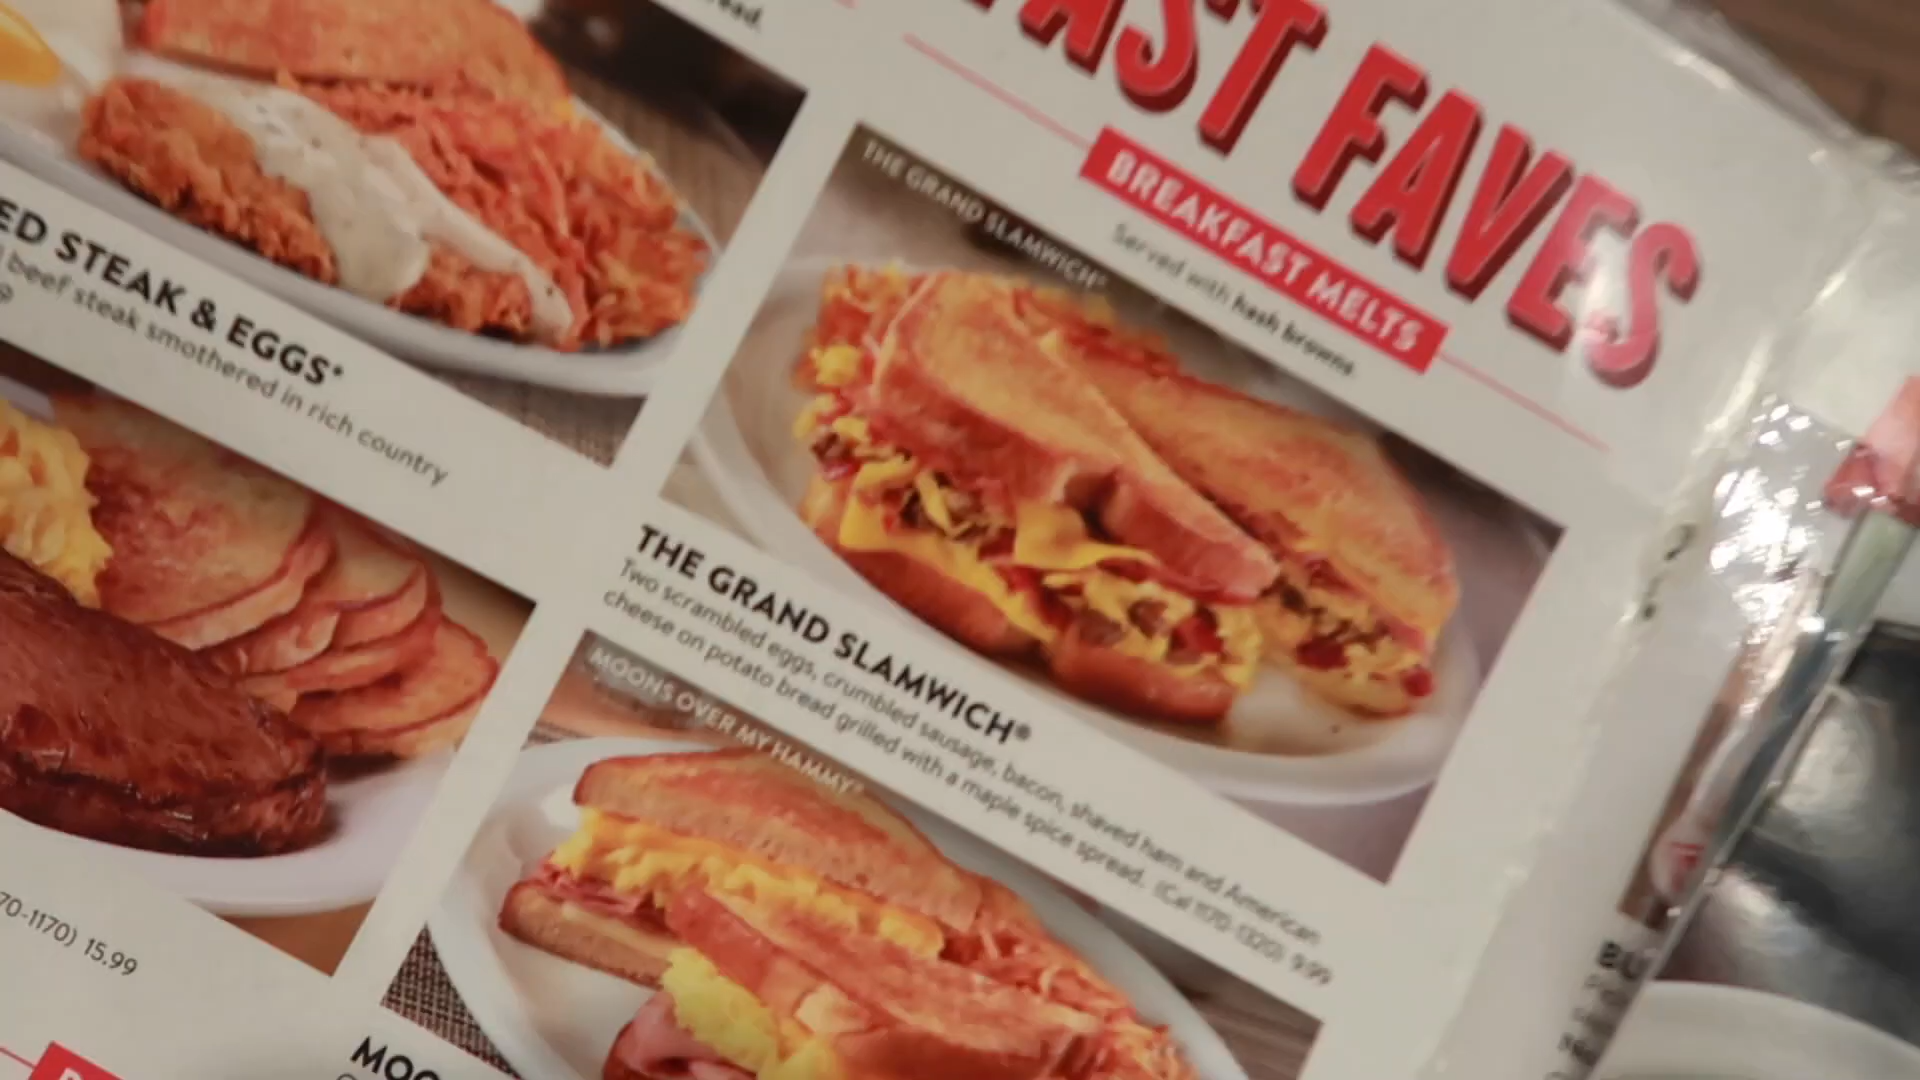 FAST FAVES
BREAKFAST MELTS
Served with hash browns
THE GRAND SLAMWICH®
THE GRAND SLAMWICH®
Two scrambled eggs, crumbled sausage, bacon, shaved ham and American
cheese on potato bread grilled with a maple spice spread. (Cal 1170-1320) 9.99
MOONS OVER MY HAMMY®
MOO
ED STEAK & EGGS*
beef steak smothered in rich country
70-1170) 15.99
BU